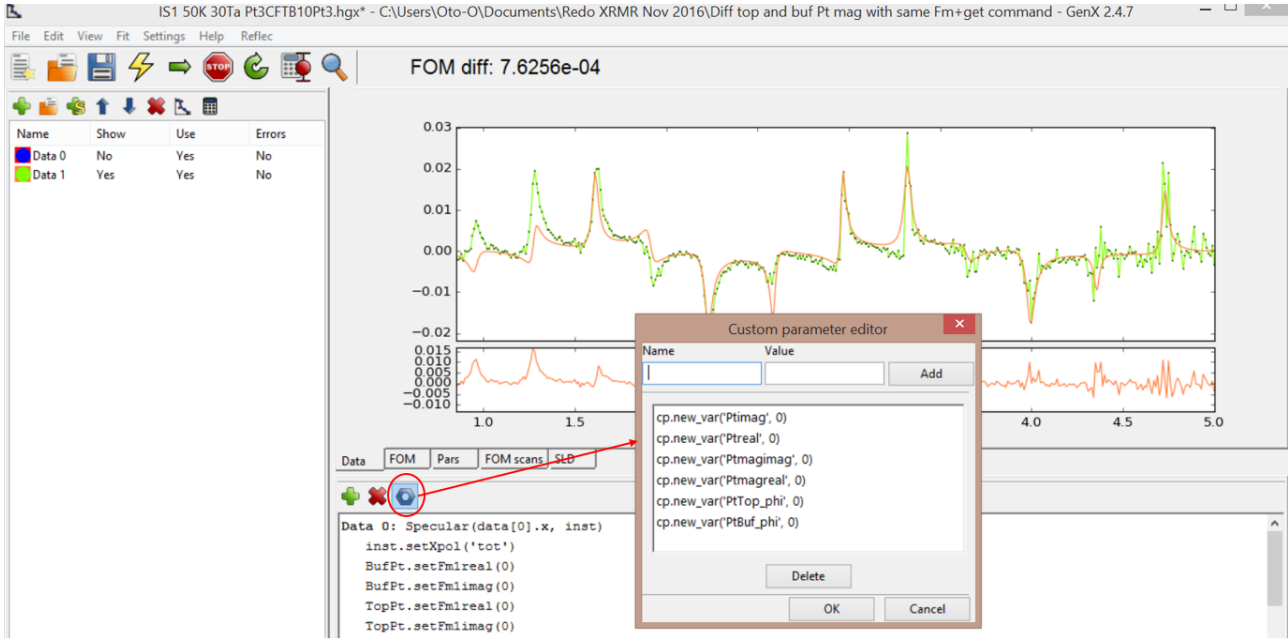 IS1 50K 30Ta Pt3CFTB10Pt3.hgx* - C:\Users\Oto-O\Documents\Redo XRMR Nov 2016\Diff top and buf Pt mag with same Fm+get command - GenX 2.4.7
File Edit View Fit Settings Help Reflec
STOP
FOM diff: 7.6256e-04
Name Show Use Errors
Data 0 No Yes No
Data 1 Yes Yes No
0.03
0.02
0.01
0.00
−0.01
−0.02
0.015
0.010
0.005
0.000
−0.005
−0.010
1.0 1.5 4.0 4.5 5.0
Custom parameter editor
Name Value
Add
cp.new_var('Ptimag', 0)
cp.new_var('Ptreal', 0)
cp.new_var('Ptmagimag', 0)
cp.new_var('Ptmagreal', 0)
cp.new_var('PtTop_phi', 0)
cp.new_var('PtBuf_phi', 0)
Delete
OK Cancel
Data FOM Pars FOM scans SLD
Data 0: Specular(data[0].x, inst)
inst.setXpol('tot')
BufPt.setFm1real(0)
BufPt.setFm1imag(0)
TopPt.setFm1real(0)
TopPt.setFm1imag(0)